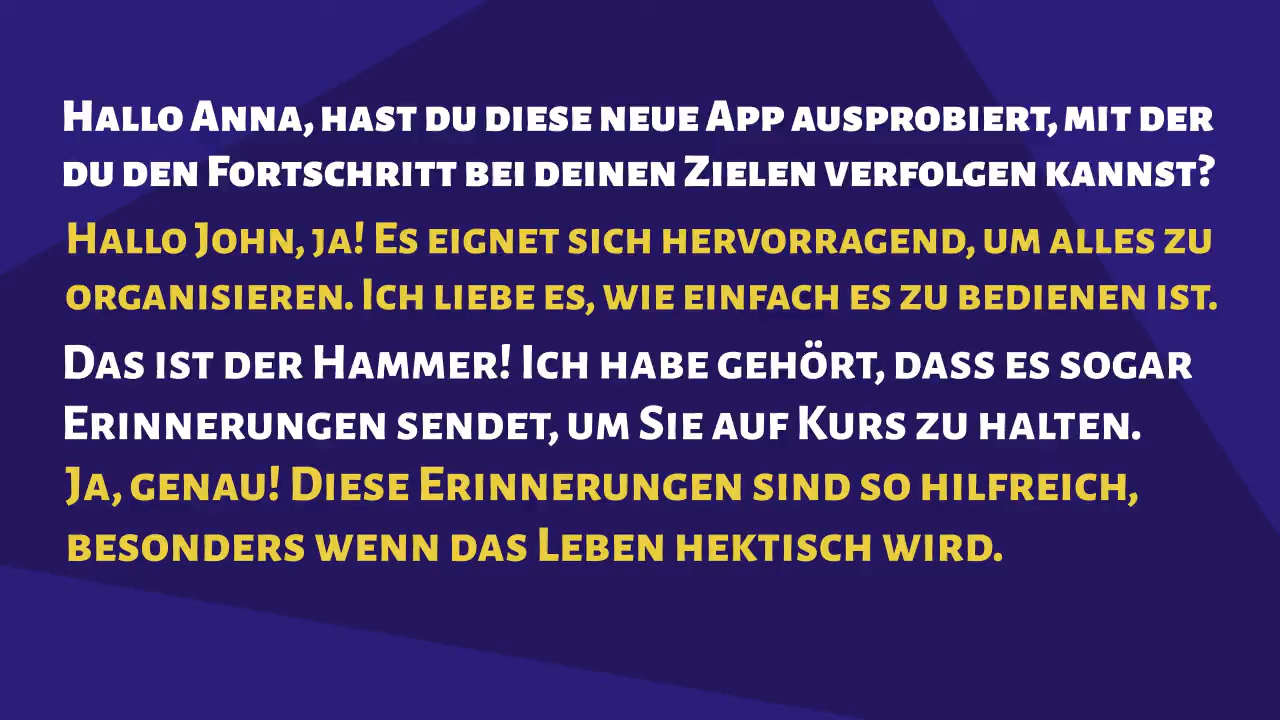 Hallo Anna, hast du diese neue App ausprobiert, mit der
du den Fortschritt bei deinen Zielen verfolgen kannst?
Hallo John, ja! Es eignet sich hervorragend, um alles zu
organisieren. Ich liebe es, wie einfach es zu bedienen ist.
Das ist der Hammer! Ich habe gehört, dass es sogar
Erinnerungen sendet, um Sie auf Kurs zu halten.
Ja, genau! Diese Erinnerungen sind so hilfreich,
besonders wenn das Leben hektisch wird.